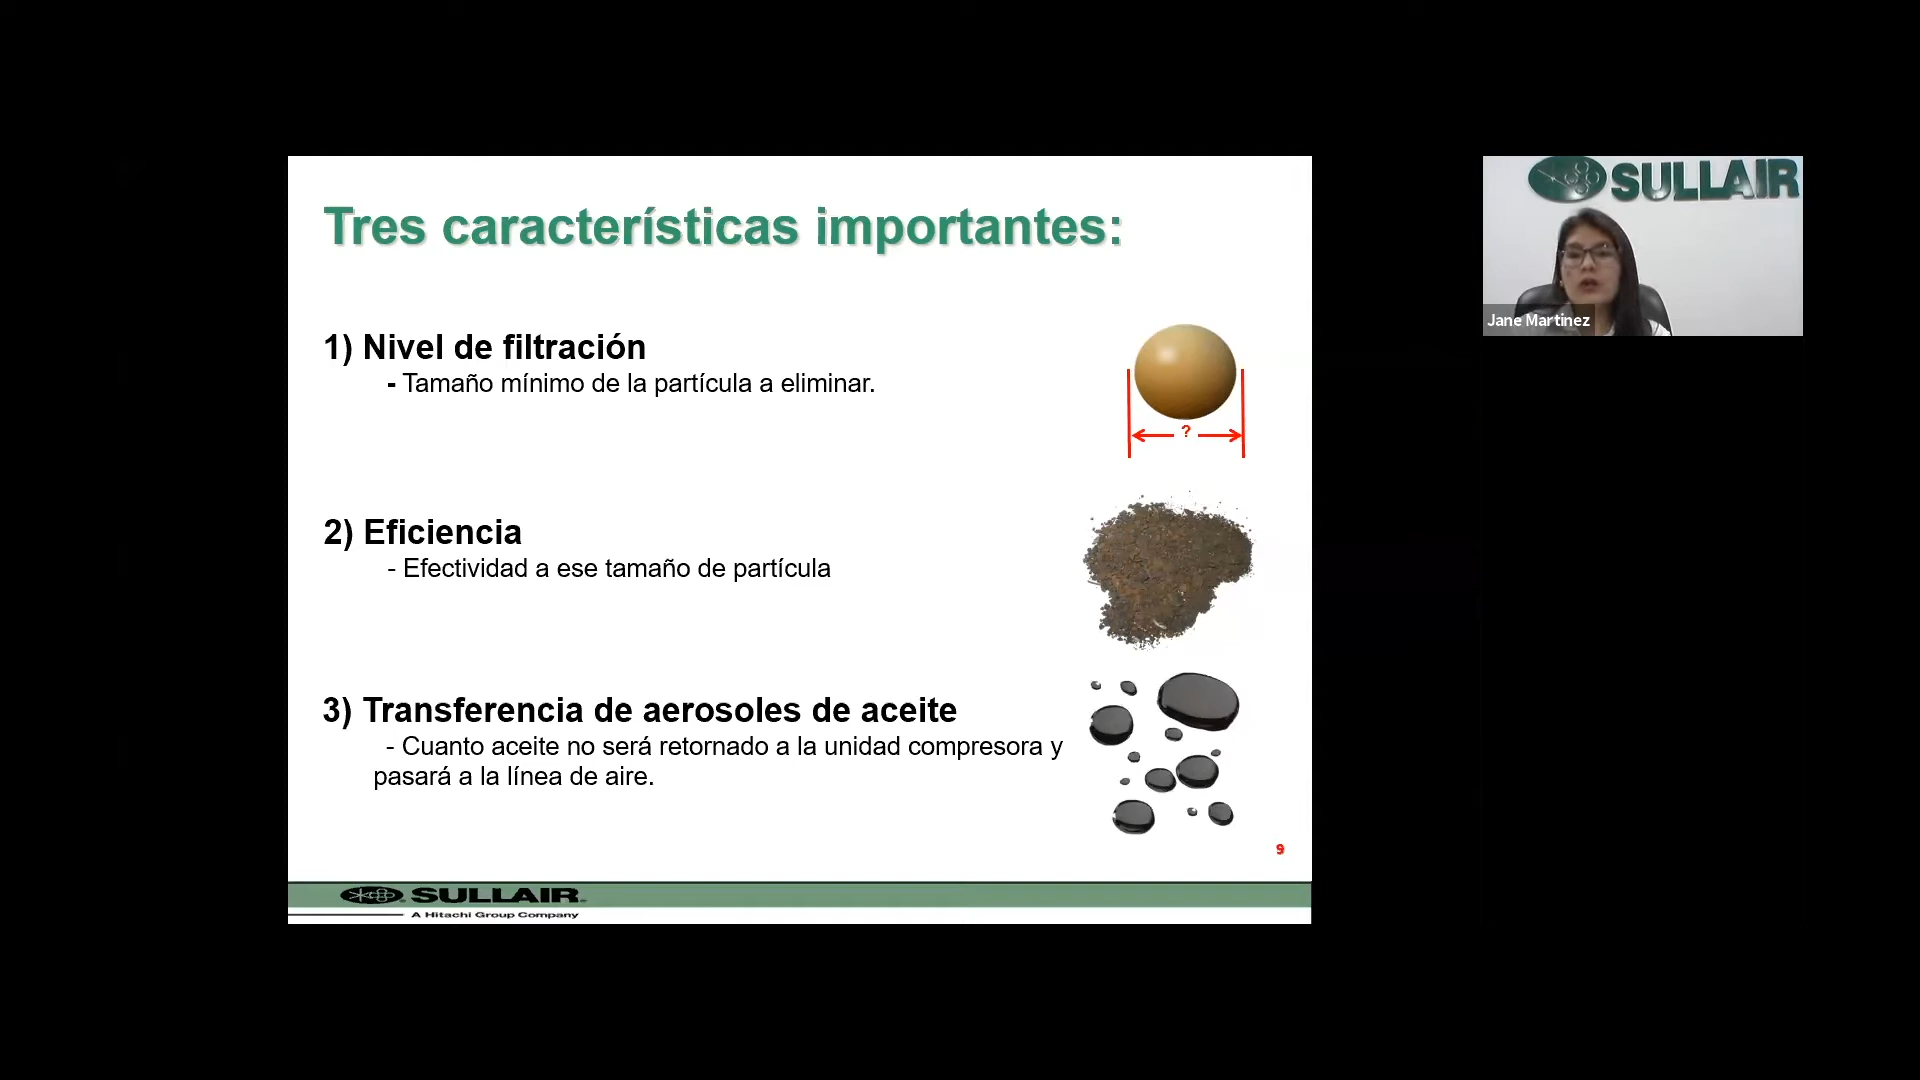 Tres características importantes:
1) Nivel de filtración
- Tamaño mínimo de la partícula a eliminar.
?
2) Eficiencia
- Efectividad a ese tamaño de partícula
3) Transferencia de aerosoles de aceite
- Cuanto aceite no será retornado a la unidad compresora y
pasará a la línea de aire.
9
SULLAIR
A Hitachi Group Company
SULLAIR
Jane Martinez